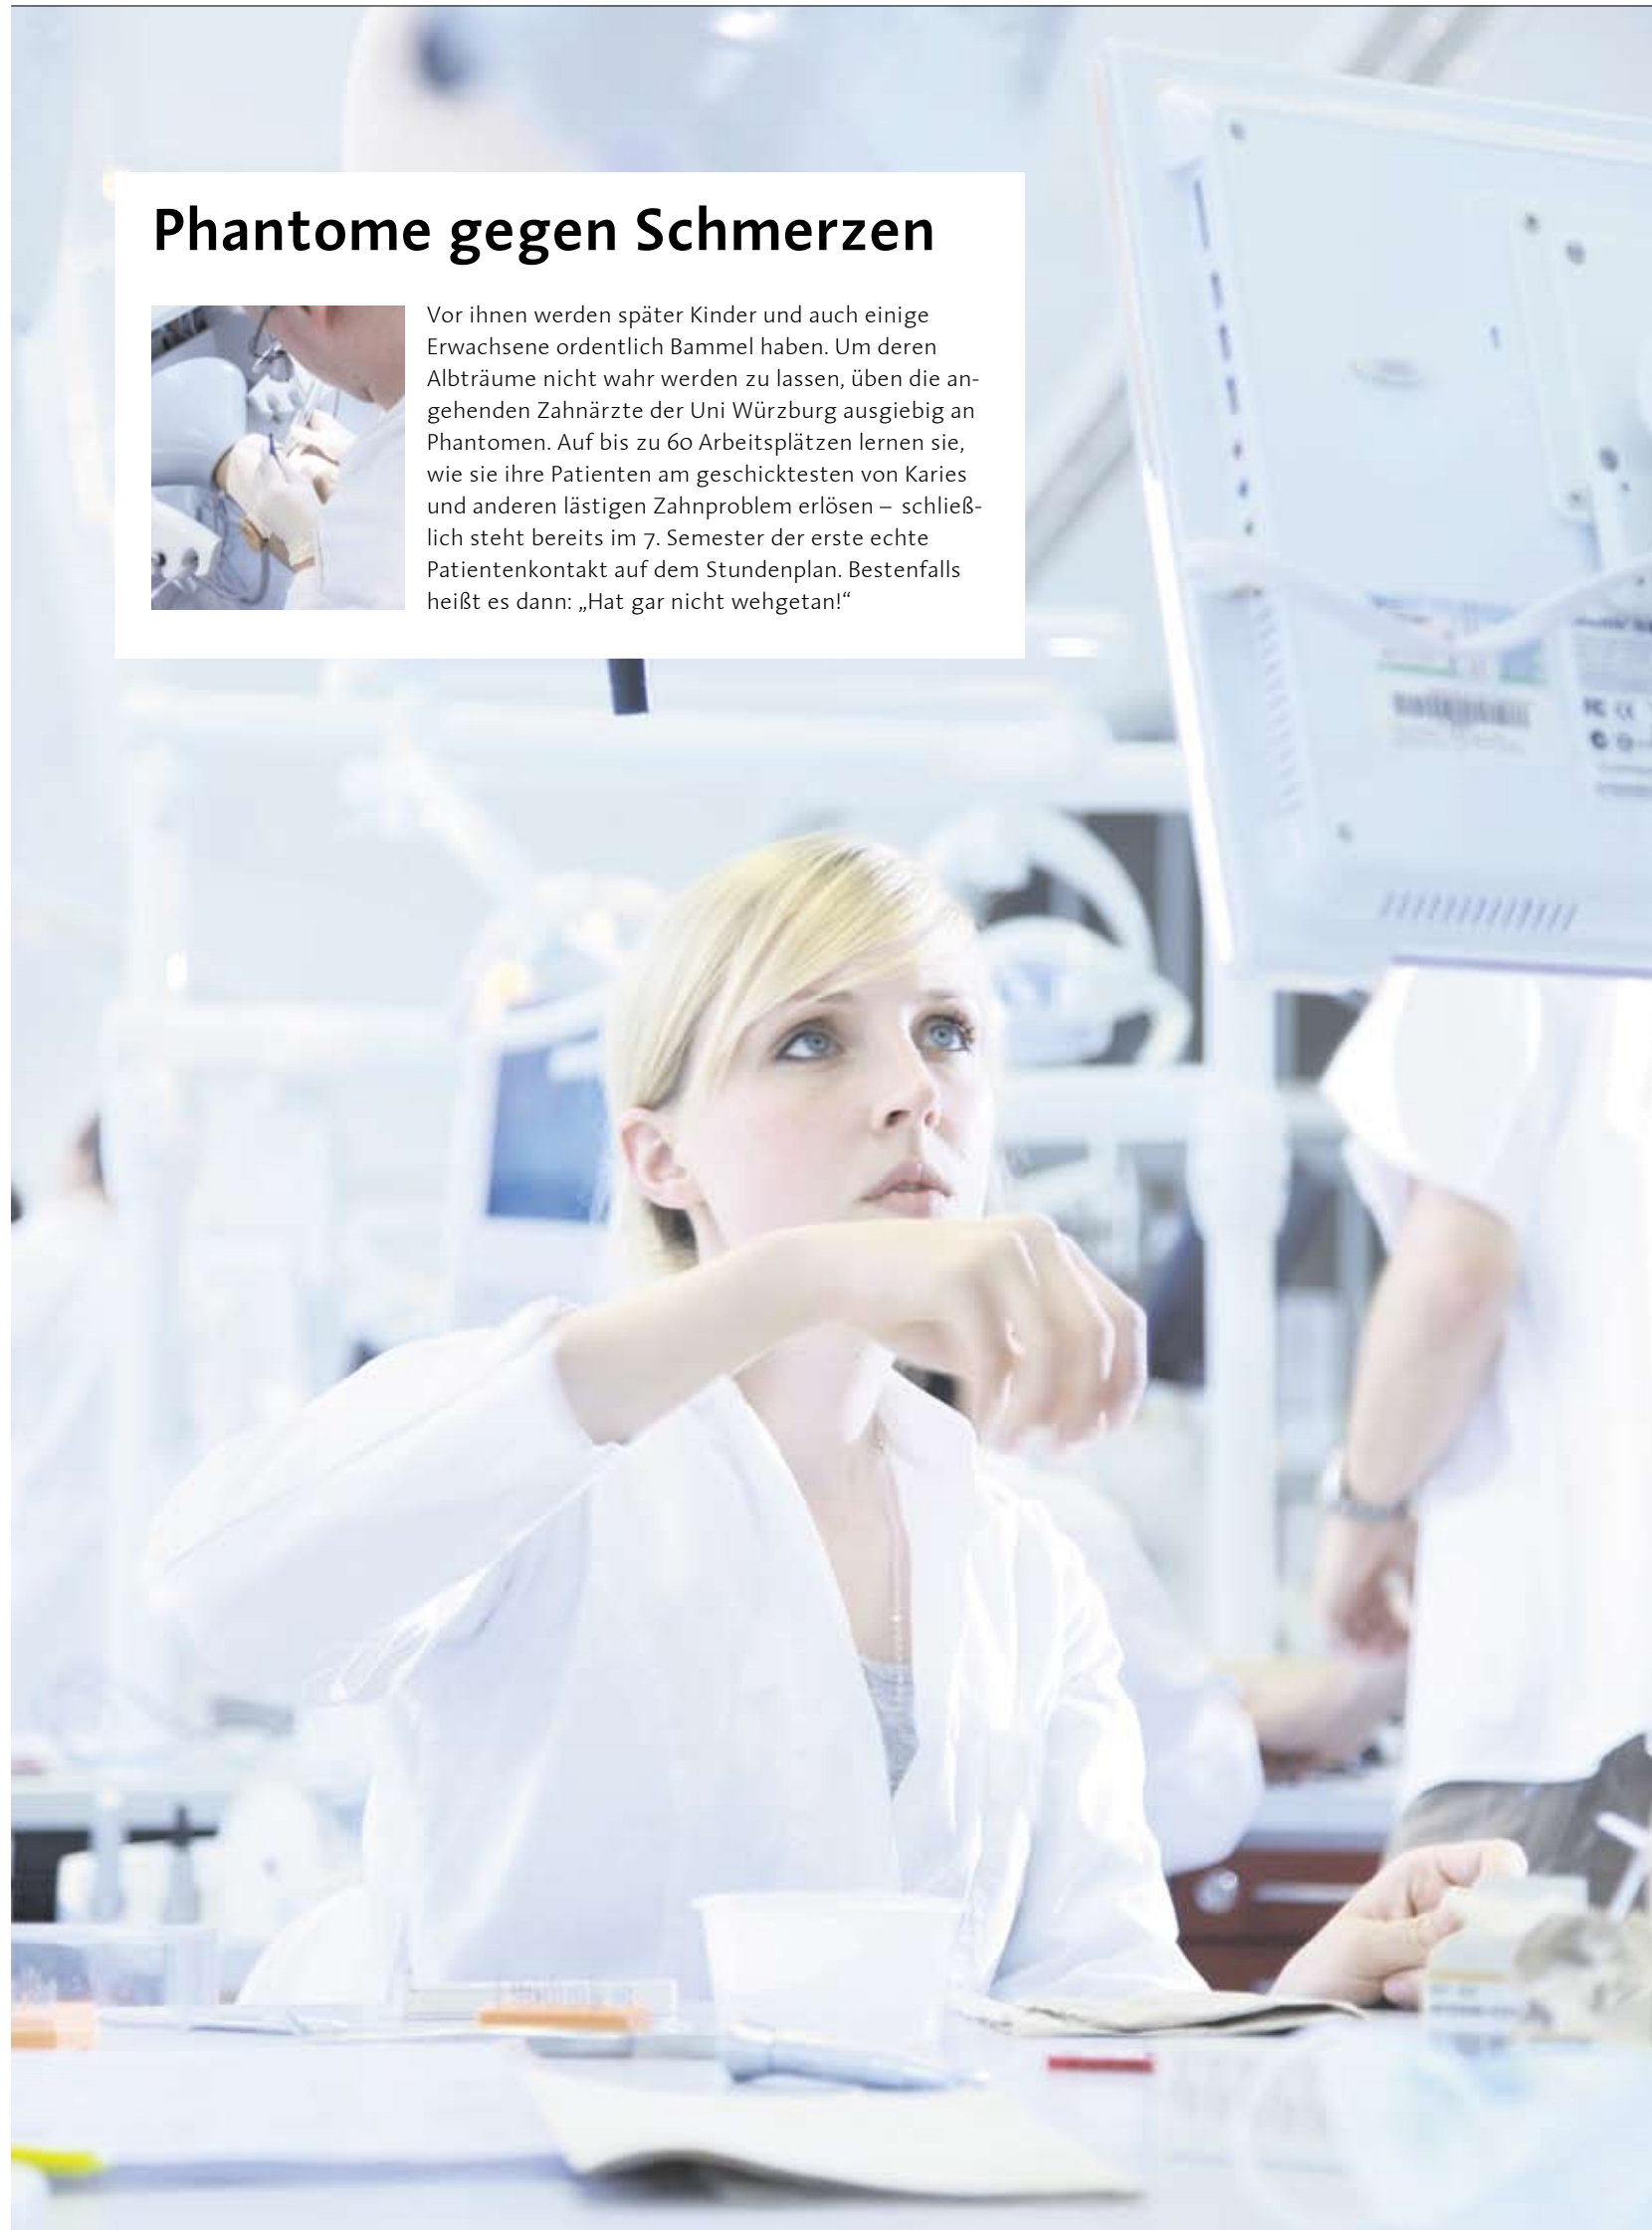 Phantome gegen Schmerzen
Vor ihnen werden später Kinder und auch einige
Erwachsene ordentlich Bammel haben. Um deren
Albträume nicht wahr werden zu lassen, üben die an-
gehenden Zahnärzte der Uni Würzburg ausgiebig an
Phantomen. Auf bis zu 60 Arbeitsplätzen lernen sie,
wie sie ihre Patienten am geschicktesten von Karies
und anderen lästigen Zahnproblem erlösen – schließ-
lich steht bereits im 7. Semester der erste echte
Patientenkontakt auf dem Stundenplan. Bestenfalls
heißt es dann: „Hat gar nicht wehgetan!“